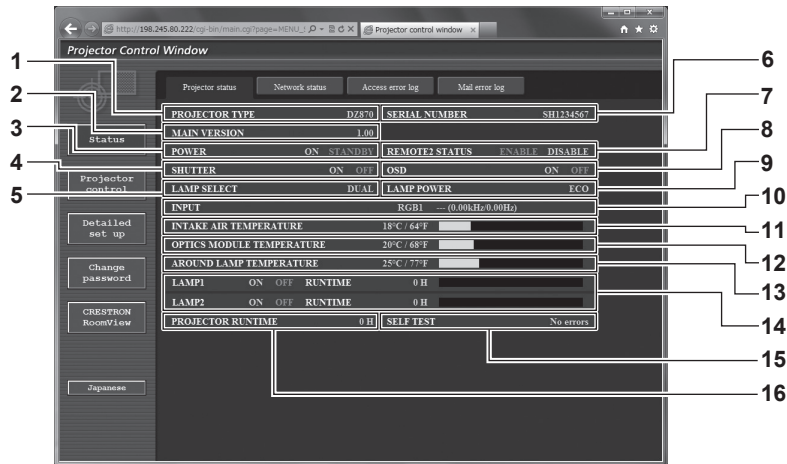 http://198.245.80.222/cgi-bin/main.cgi?page=MENU_
Projector control window
Projector Control Window
Projector status Network status Access error log Mail error log
PROJECTOR TYPE DZ870 SERIAL NUMBER SH1234567
MAIN VERSION 1.00
POWER ON STANDBY REMOTE2 STATUS ENABLE DISABLE
SHUTTER ON OFF OSD ON OFF
LAMP SELECT DUAL LAMP POWER ECO
INPUT RGB1 --- (0.00kHz/0.00Hz)
INTAKE AIR TEMPERATURE 18°C / 64°F
OPTICS MODULE TEMPERATURE 20°C / 68°F
AROUND LAMP TEMPERATURE 25°C / 77°F
LAMP1 ON OFF RUNTIME 0 H
LAMP2 ON OFF RUNTIME 0 H
PROJECTOR RUNTIME 0 H SELF TEST No errors
Status
Projector
control
Detailed
set up
Change
password
CRESTRON
RoomView
Japanese
1
2
3
4
5
6
7
8
9
10
11
12
13
14
15
16